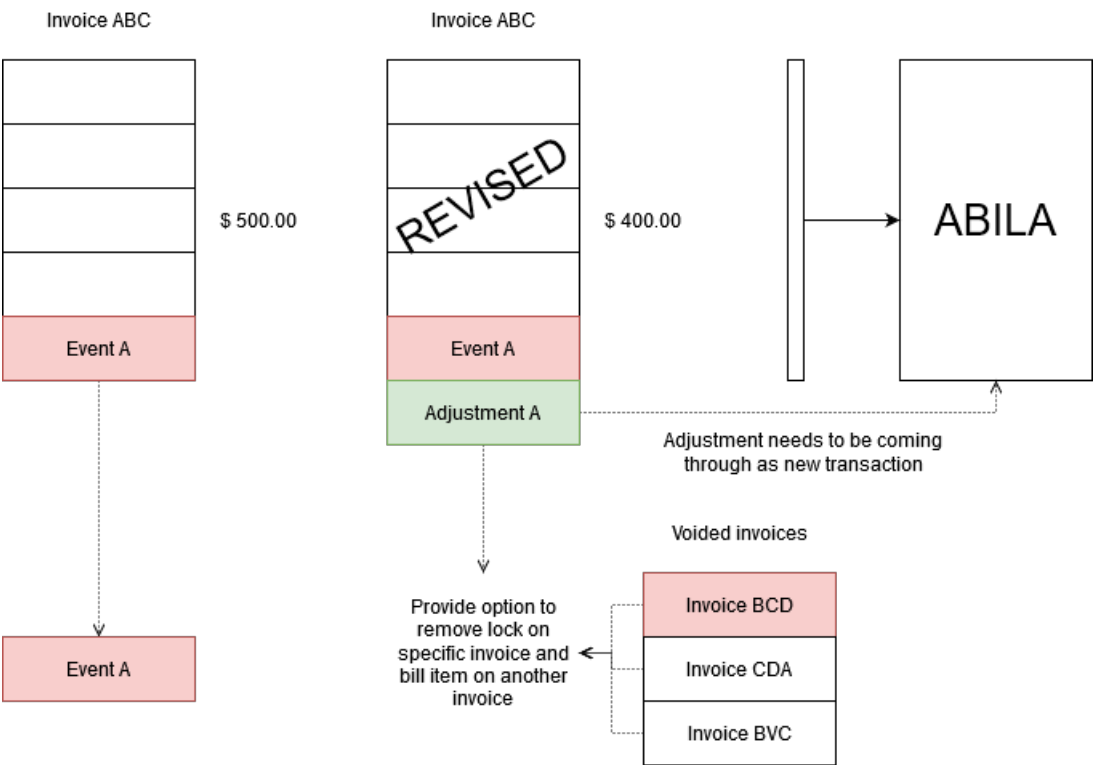 Invoice ABC
Invoice ABC
REVISED
$ 500.00
$ 400.00
ABILA
Event A
Event A
Adjustment A
Adjustment needs to be coming
through as new transaction
Voided invoices
Provide option to
remove lock on
specific invoice and
bill item on another
invoice
Invoice BCD
Invoice CDA
Invoice BVC
Event A